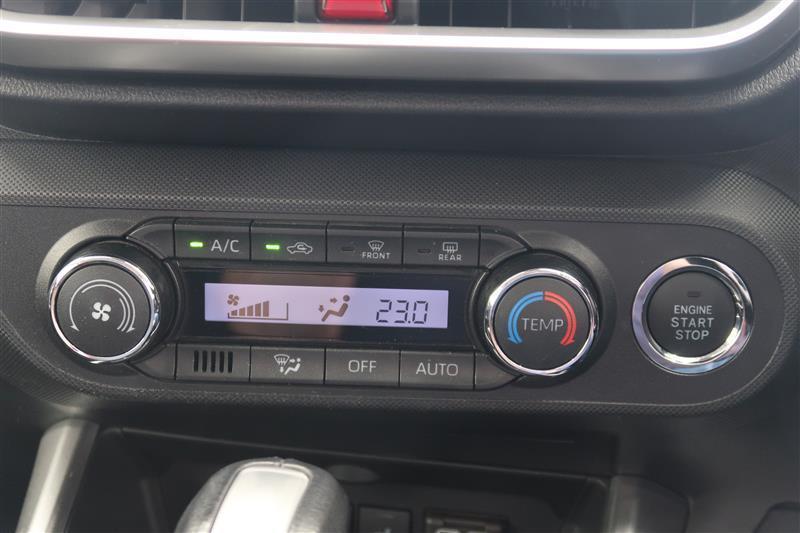 A/C
FRONT
REAR
23.0
TEMP
ENGINE
START
STOP
OFF
AUTO